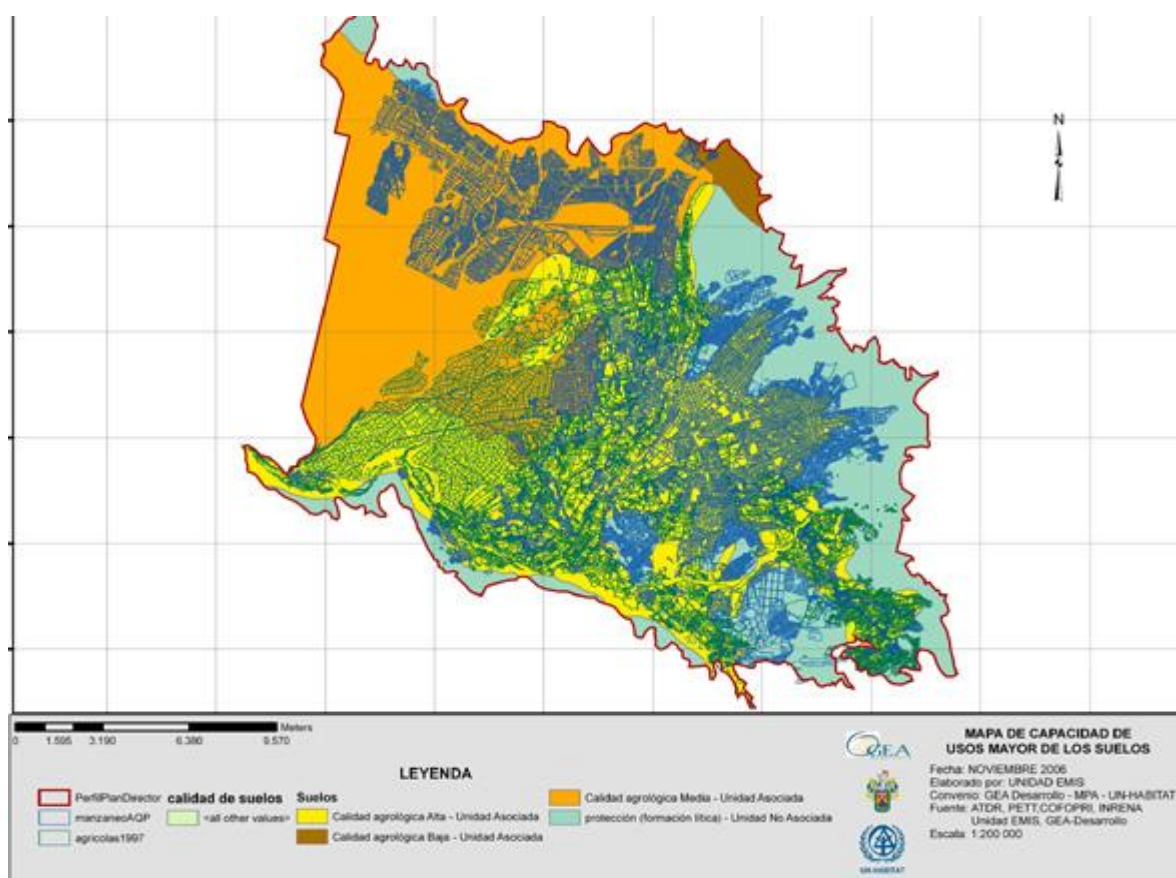 N
Meters
0 1.595 3.190 6.380 9.570
LEYENDA
PerfilPlanDirector
manzaneoAQP
agricolas1997
calidad de suelos
<all other values>
Suelos
Calidad agrológica Alta - Unidad Asociada
Calidad agrológica Baja - Unidad Asociada
Calidad agrológica Media - Unidad Asociada
protección (formación lítica) - Unidad No Asociada
GEA
UN-HABITAT
MAPA DE CAPACIDAD DE
USOS MAYOR DE LOS SUELOS
Fecha: NOVIEMBRE 2006
Elaborado por: UNIDAD EMIS
Convenio: GEA Desarrollo - MPA - UN-HABITAT
Fuente: ATDR, PETT,COFOPRI, INRENA
Unidad EMIS, GEA-Desarrollo
Escala: 1:200 000